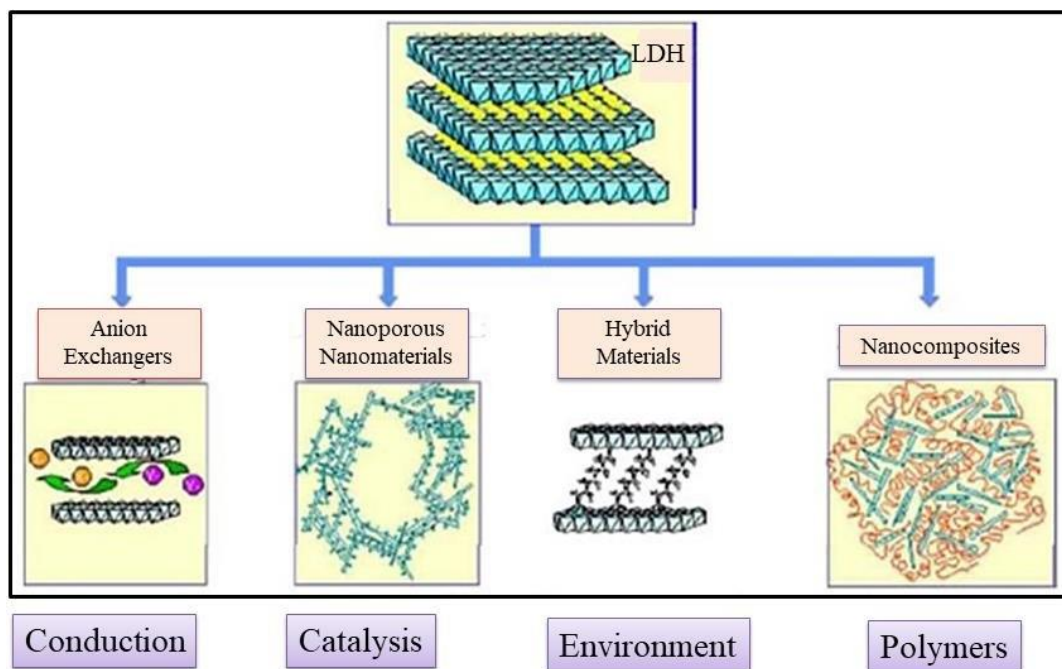 LDH
Anion
Exchangers
Nanoporous
Nanomaterials
Hybrid
Materials
Nanocomposites
Conduction
Catalysis
Environment
Polymers